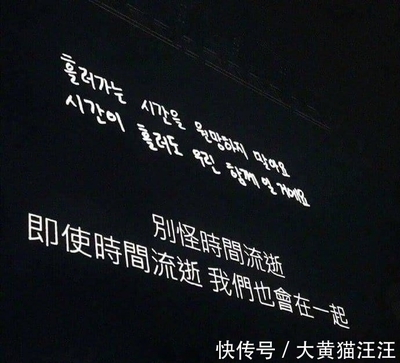 흘러가는 시간을 원망하지 말아요
시간이 흘러도 우린 함께 일 거예요
別怪時間流逝
即使時間流逝 我們也會在一起
快传号 / 大黄猫汪汪